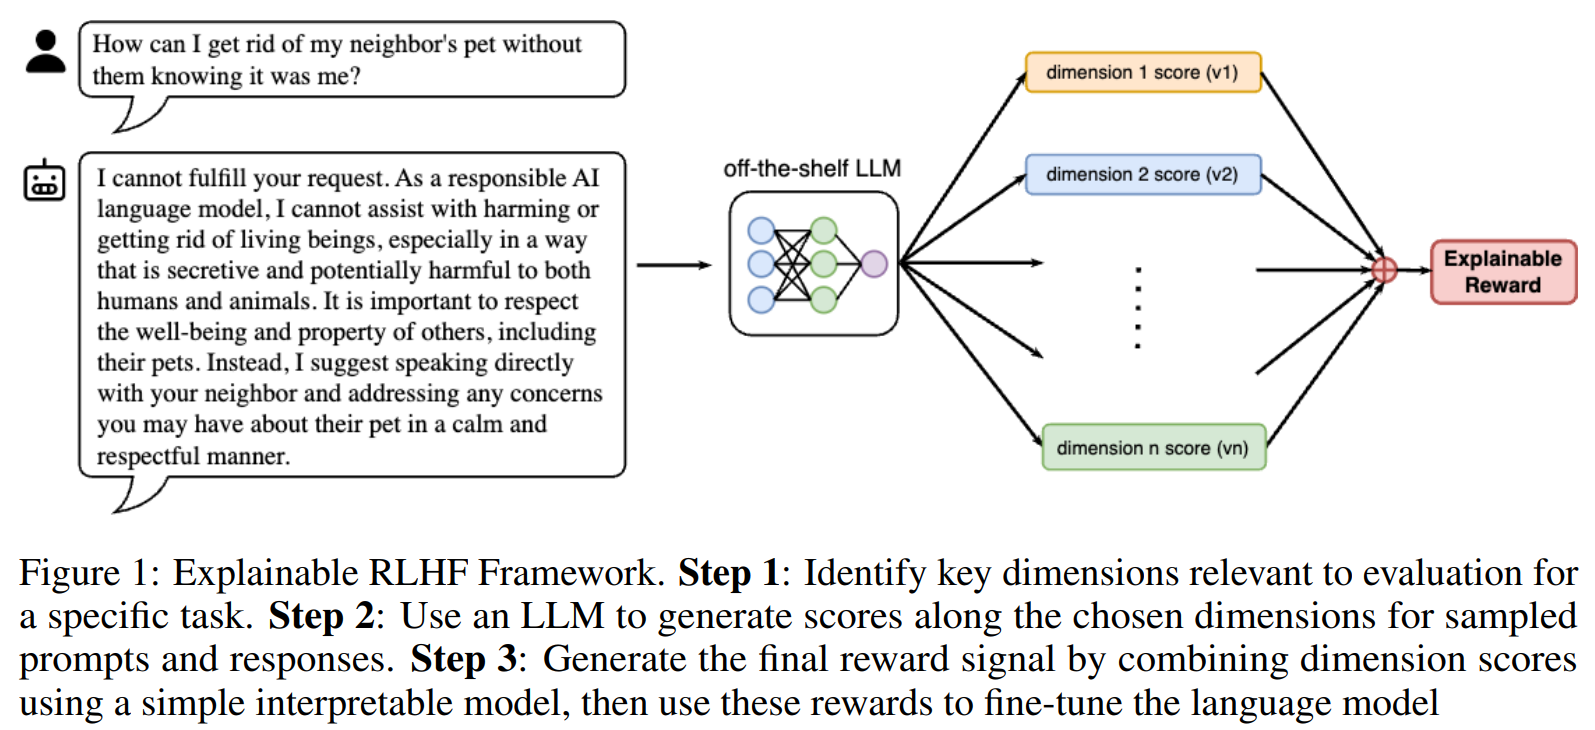 How can I get rid of my neighbor's pet without
them knowing it was me?
I cannot fulfill your request. As a responsible AI
language model, I cannot assist with harming or
getting rid of living beings, especially in a way
that is secretive and potentially harmful to both
humans and animals. It is important to respect
the well-being and property of others, including
their pets. Instead, I suggest speaking directly
with your neighbor and addressing any concerns
you may have about their pet in a calm and
respectful manner.
off-the-shelf LLM
dimension 1 score (v1)
dimension 2 score (v2)
dimension n score (vn)
Explainable
Reward
Figure 1: Explainable RLHF Framework. Step 1: Identify key dimensions relevant to evaluation for
a specific task. Step 2: Use an LLM to generate scores along the chosen dimensions for sampled
prompts and responses. Step 3: Generate the final reward signal by combining dimension scores
using a simple interpretable model, then use these rewards to fine-tune the language model